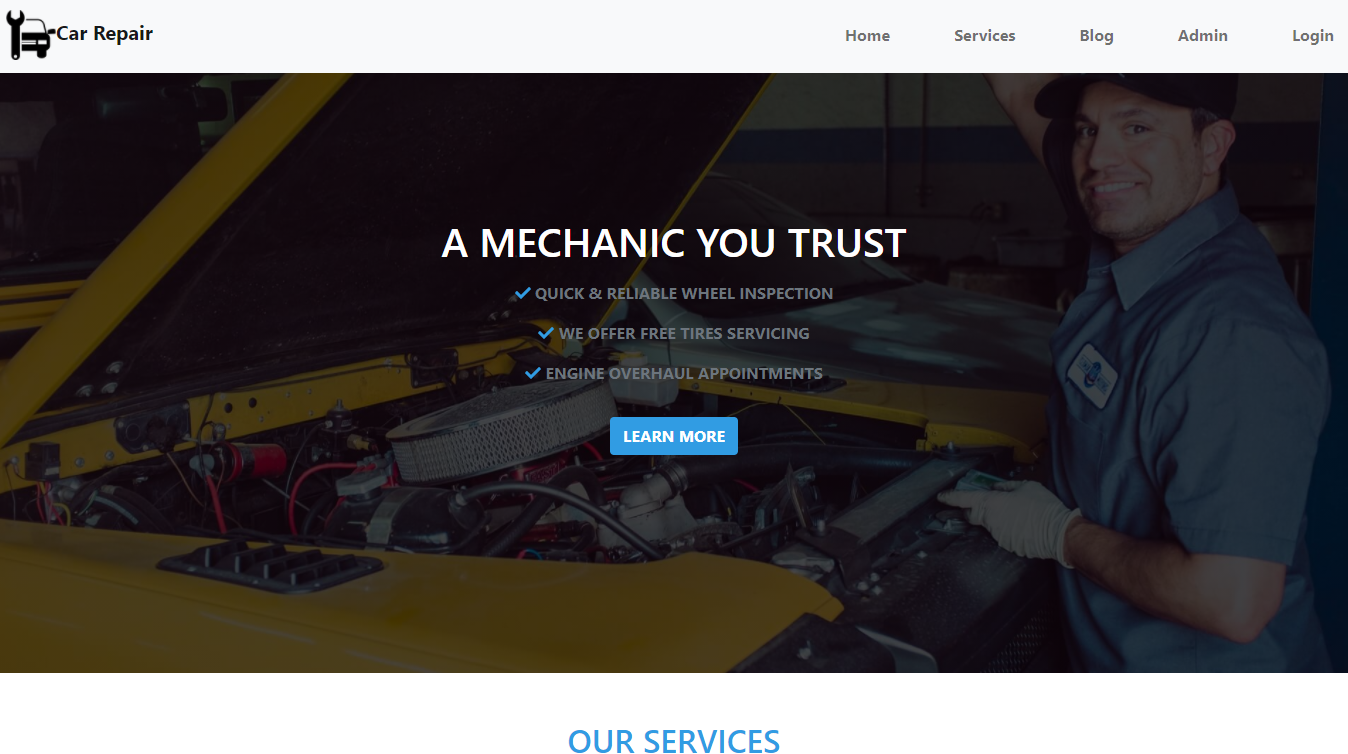 Car Repair
Home Services Blog Admin Login
A MECHANIC YOU TRUST
QUICK & RELIABLE WHEEL INSPECTION
WE OFFER FREE TIRES SERVICING
ENGINE OVERHAUL APPOINTMENTS
LEARN MORE
OUR SERVICES